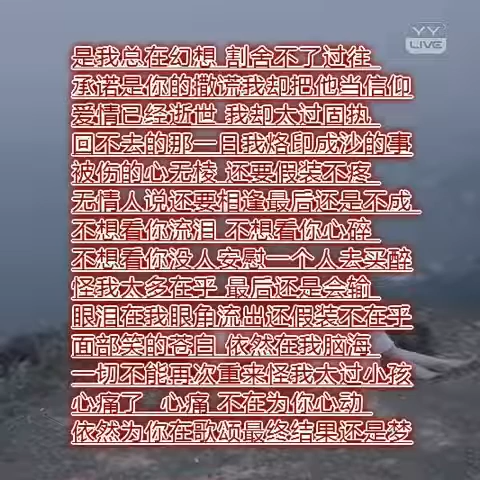 YY
LIVE
是我总在幻想 割舍不了过往
承诺是你的撒谎我却把他当信仰
爱情已经逝世 我却太过固执
回不去的那一日我烙印成沙的事
被伤的心无棱 还要假装不疼
无情人说还要相逢最后还是不成
不想看你流泪 不想看你心碎
不想看你没人安慰一个人去买醉
怪我太多在乎 最后还是会输
眼泪在我眼角流出还假装不在乎
面部笑的苍白 依然在我脑海
一切不能再次重来怪我太过小孩
心痛了 心痛 不在为你心动
依然为你在歌颂最终结果还是梦